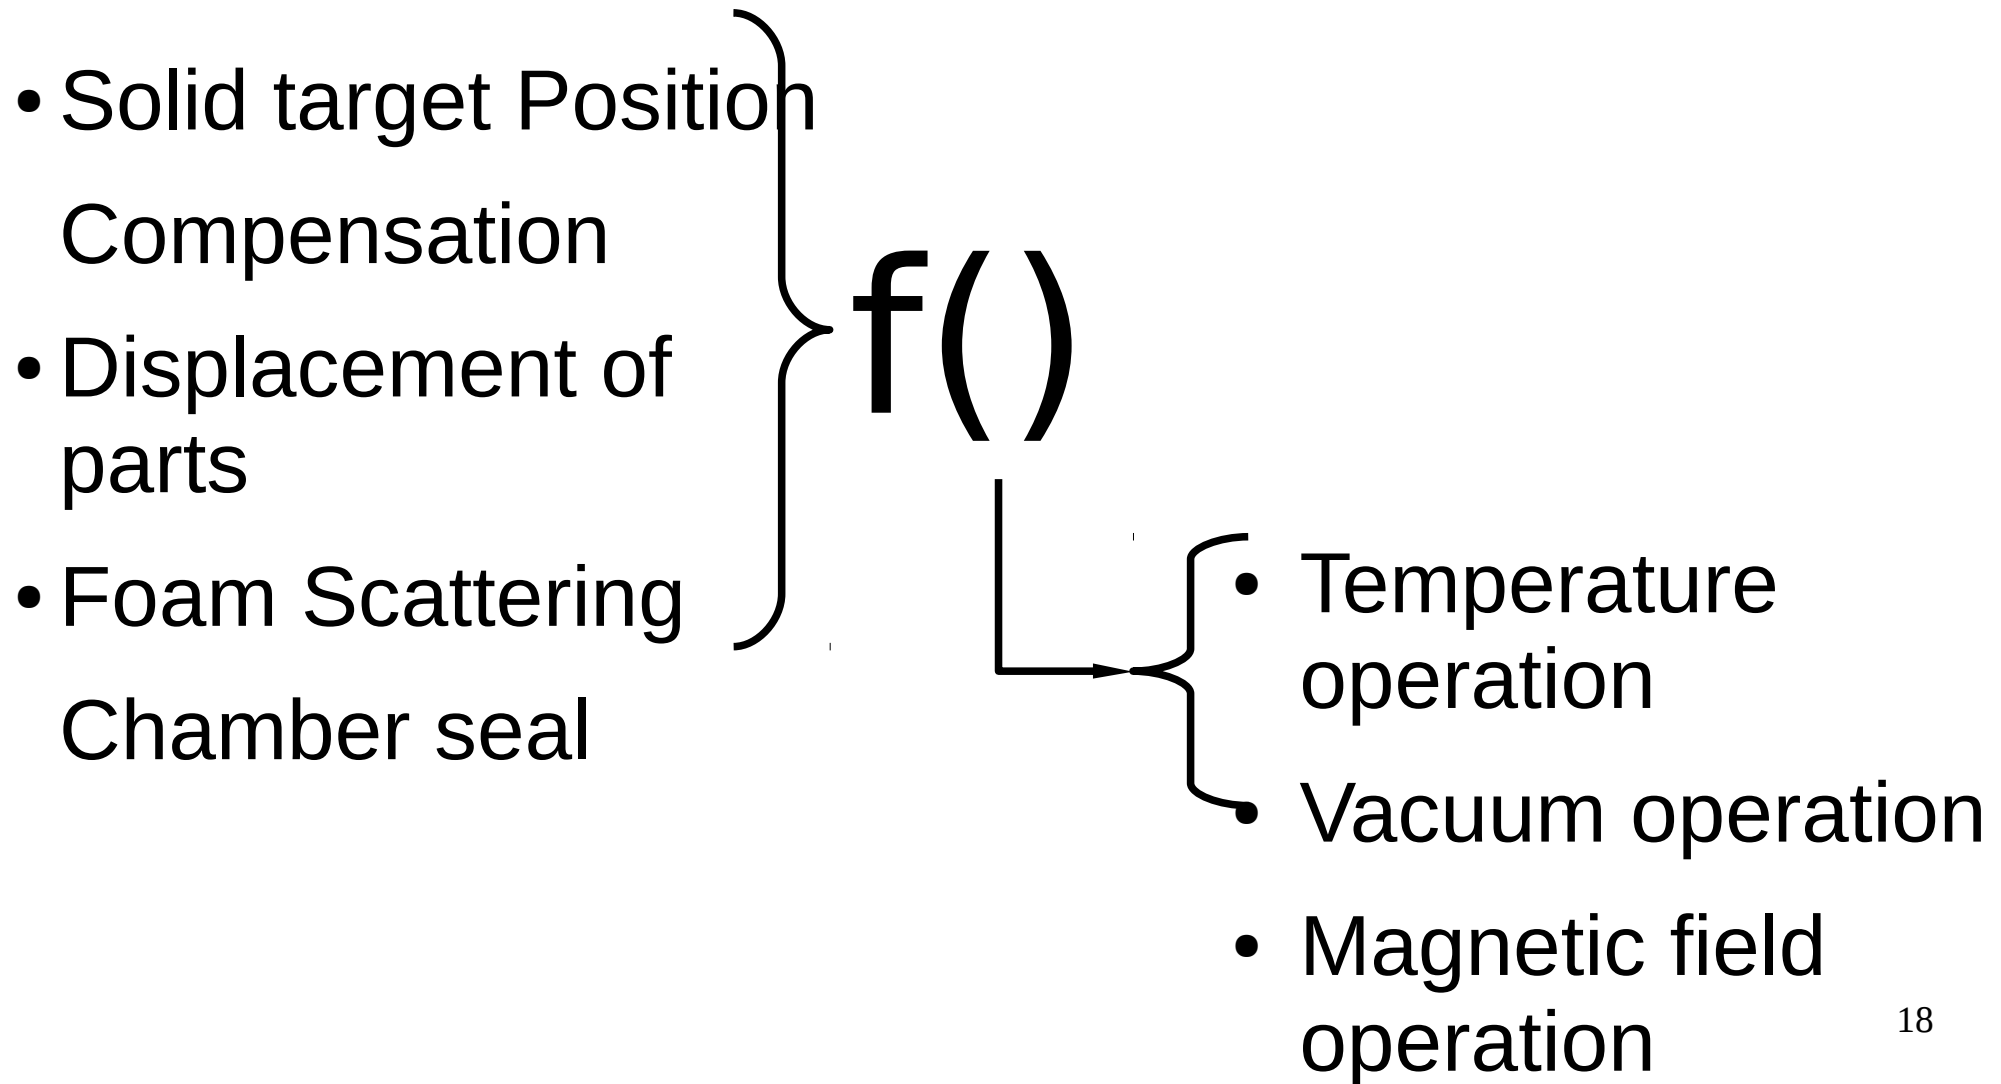 • Solid target Position
Compensation
• Displacement of
parts
• Foam Scattering
Chamber seal
f()
• Temperature
operation
• Vacuum operation
• Magnetic field
operation
18